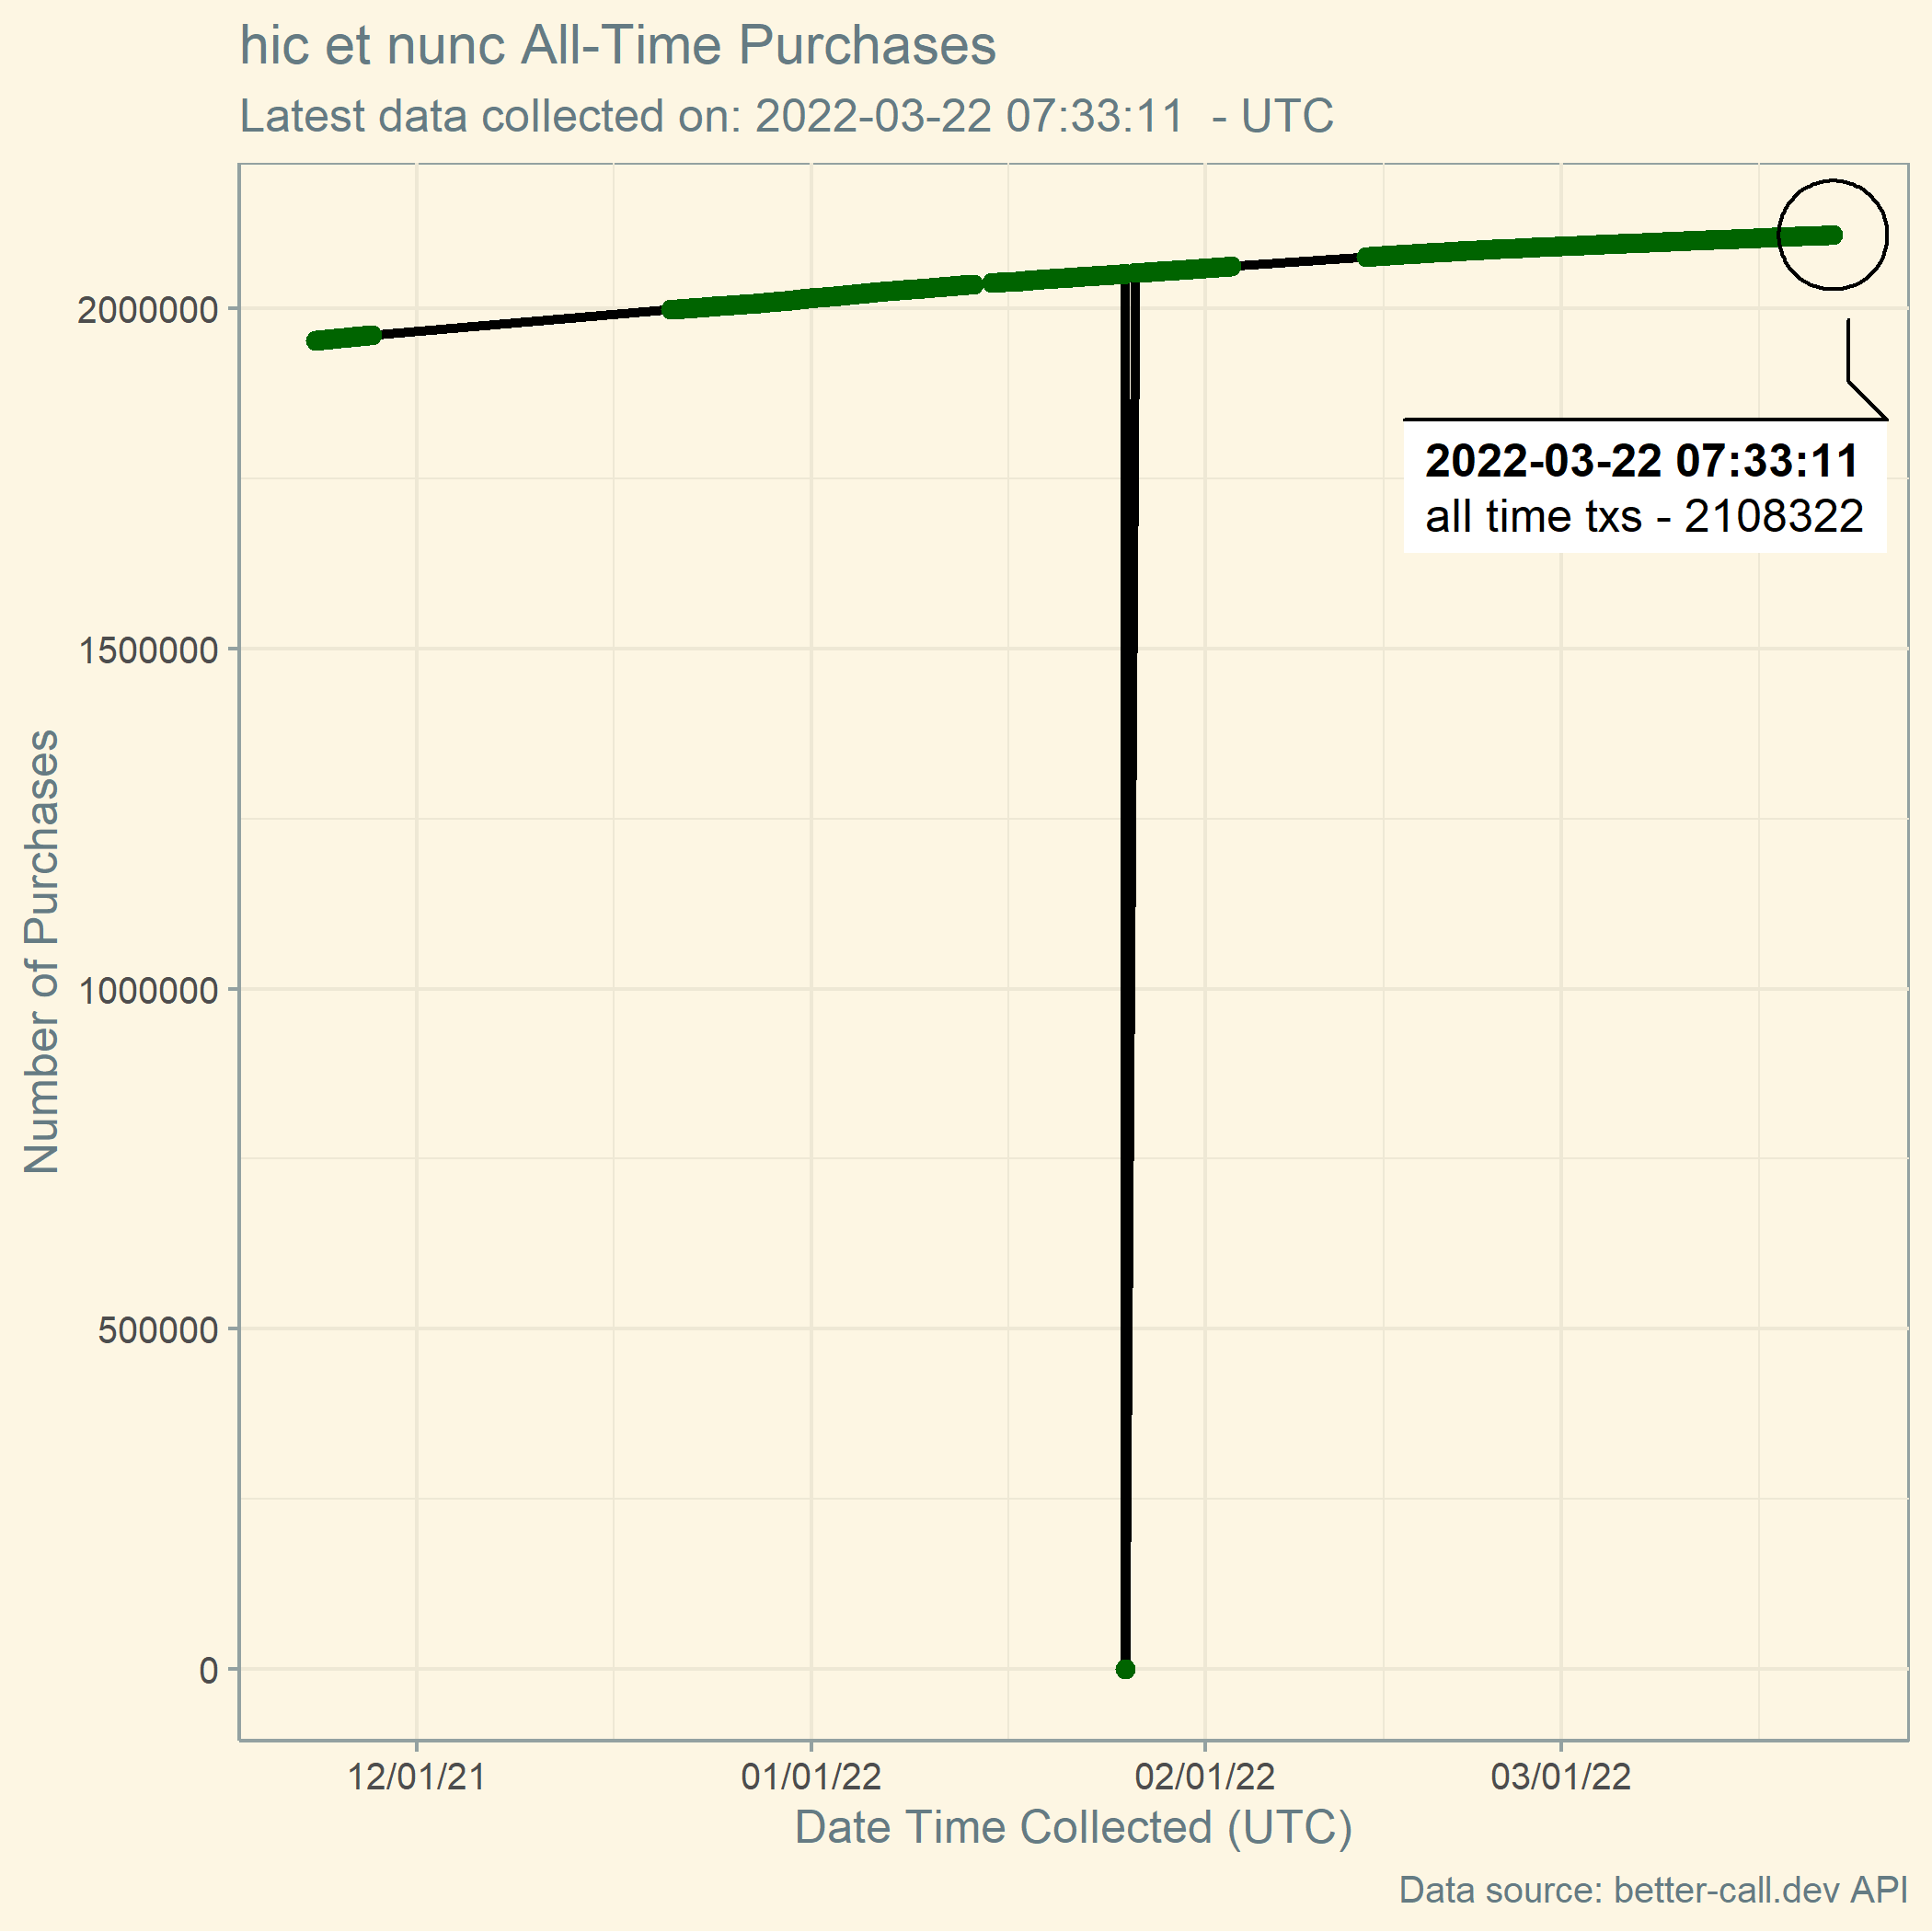 hic et nunc All-Time Purchases
Latest data collected on: 2022-03-22 07:33:11  - UTC
2000000
1500000
1000000
500000
0
Number of Purchases
2022-03-22 07:33:11
all time txs - 2108322
12/01/21
01/01/22
02/01/22
03/01/22
Date Time Collected (UTC)
Data source: better-call.dev API